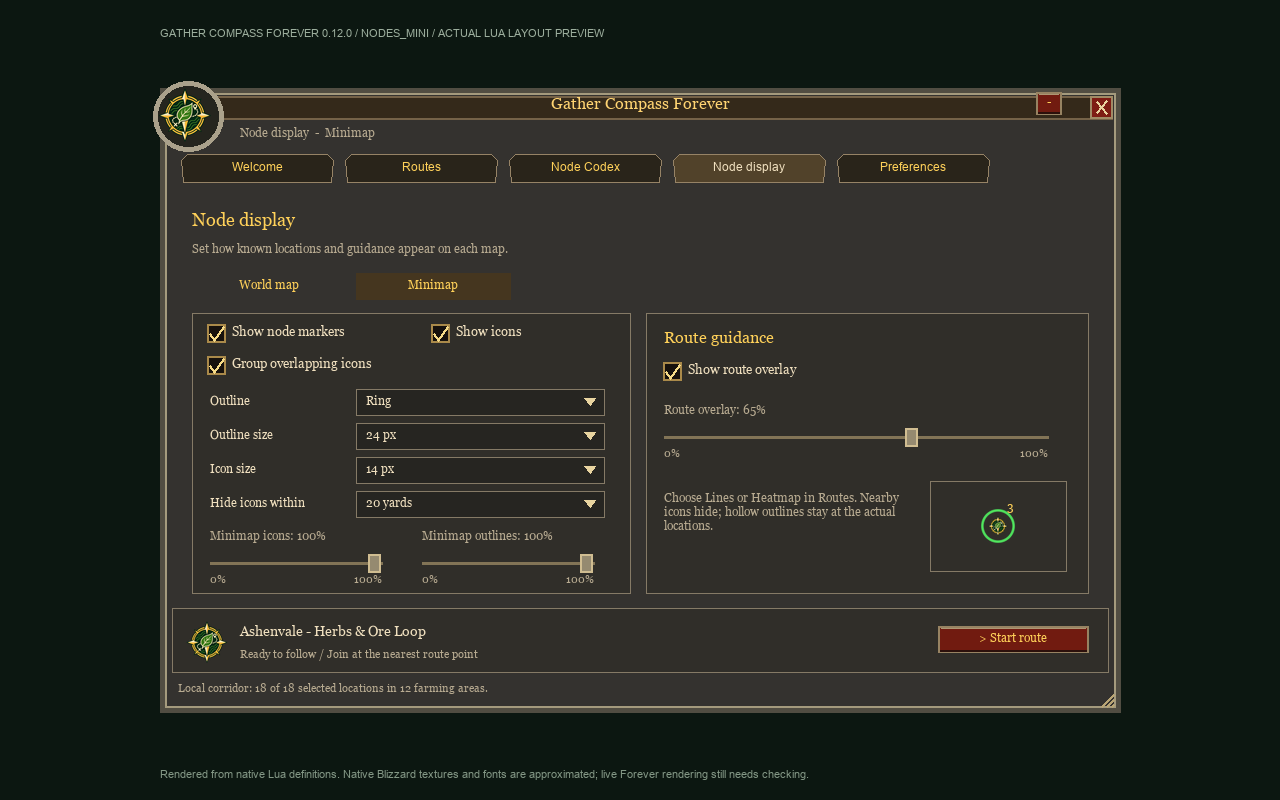 GATHER COMPASS FOREVER 0.12.0 / NODES_MINI / ACTUAL LUA LAYOUT PREVIEW
Gather Compass Forever
-
X
Node display - Minimap
Welcome
Routes
Node Codex
Node display
Preferences
Node display
Set how known locations and guidance appear on each map.
World map
Minimap
Show node markers
Show icons
Group overlapping icons
Outline
Ring
Outline size
24 px
Icon size
14 px
Hide icons within
20 yards
Minimap icons: 100%
0%
100%
Minimap outlines: 100%
0%
100%
Route guidance
Show route overlay
Route overlay: 65%
0%
100%
Choose Lines or Heatmap in Routes. Nearby
icons hide; hollow outlines stay at the actual
locations.
3
Ashenvale - Herbs & Ore Loop
Ready to follow / Join at the nearest route point
> Start route
Local corridor: 18 of 18 selected locations in 12 farming areas.
Rendered from native Lua definitions. Native Blizzard textures and fonts are approximated; live Forever rendering still needs checking.